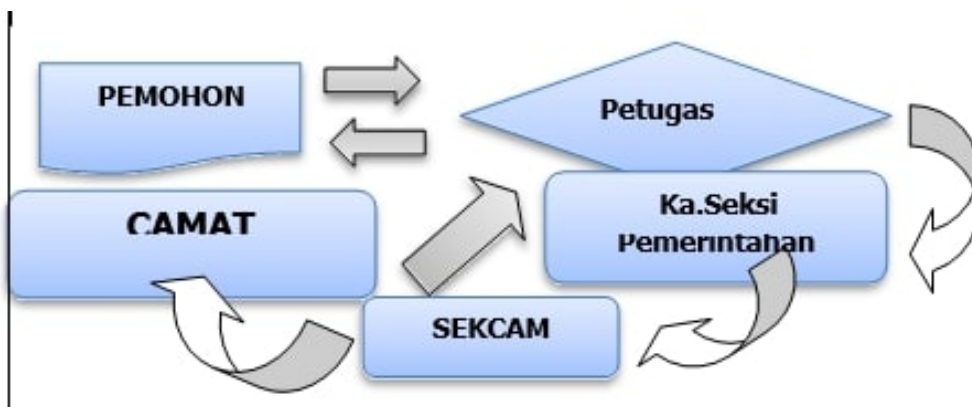 PEMOHON
Petugas
CAMAT
Ka.Seksi
Pemerintahan
SEKCAM